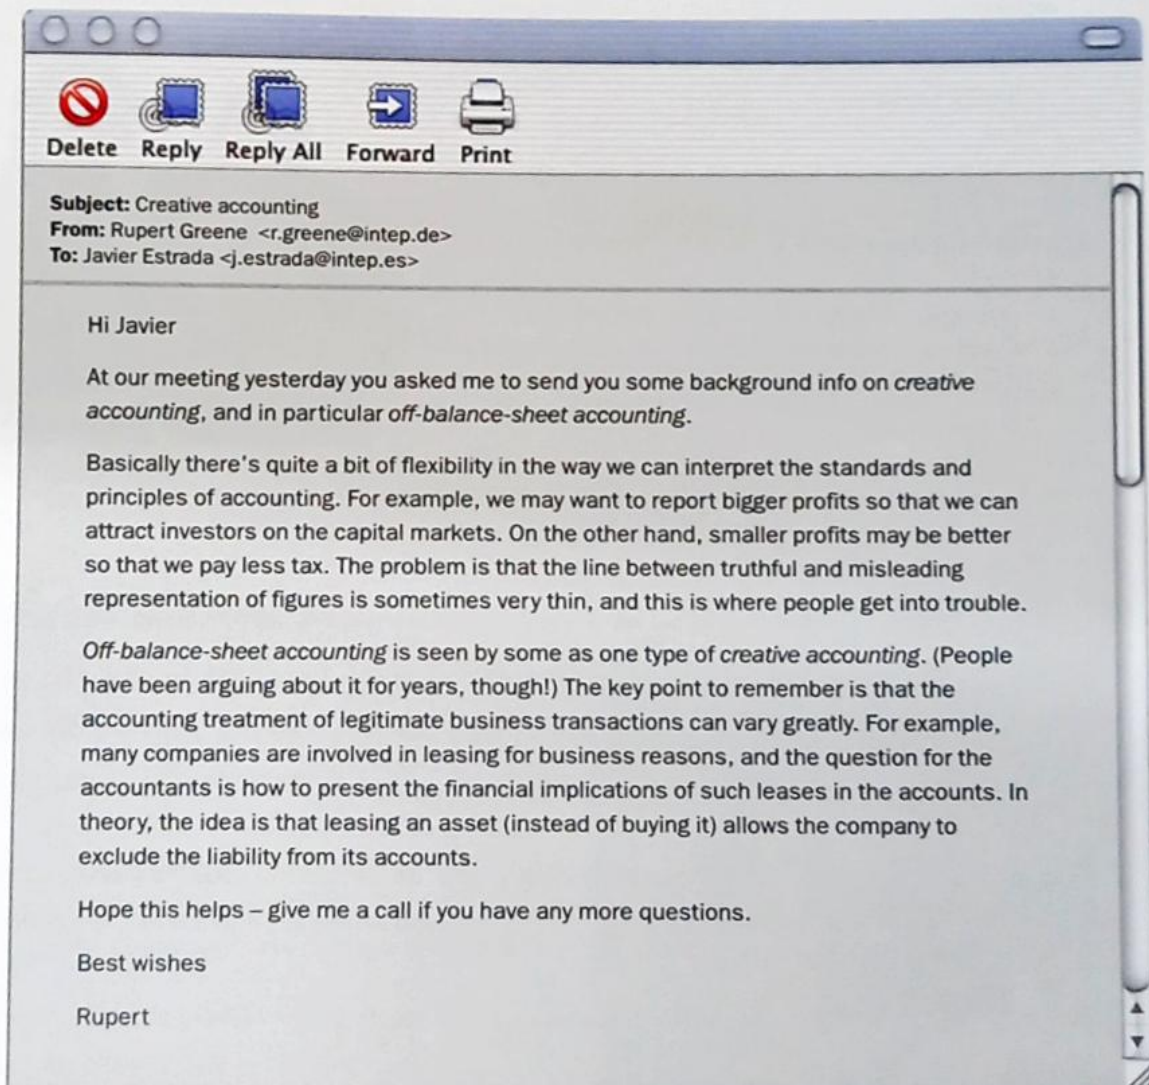 Delete Reply Reply All Forward Print
Subject: Creative accounting
From: Rupert Greene <r.greene@intep.de>
To: Javier Estrada <j.estrada@intep.es>
Hi Javier
At our meeting yesterday you asked me to send you some background info on creative
accounting, and in particular off-balance-sheet accounting.
Basically there's quite a bit of flexibility in the way we can interpret the standards and
principles of accounting. For example, we may want to report bigger profits so that we can
attract investors on the capital markets. On the other hand, smaller profits may be better
so that we pay less tax. The problem is that the line between truthful and misleading
representation of figures is sometimes very thin, and this is where people get into trouble.
Off-balance-sheet accounting is seen by some as one type of creative accounting. (People
have been arguing about it for years, though!) The key point to remember is that the
accounting treatment of legitimate business transactions can vary greatly. For example,
many companies are involved in leasing for business reasons, and the question for the
accountants is how to present the financial implications of such leases in the accounts. In
theory, the idea is that leasing an asset (instead of buying it) allows the company to
exclude the liability from its accounts.
Hope this helps – give me a call if you have any more questions.
Best wishes
Rupert